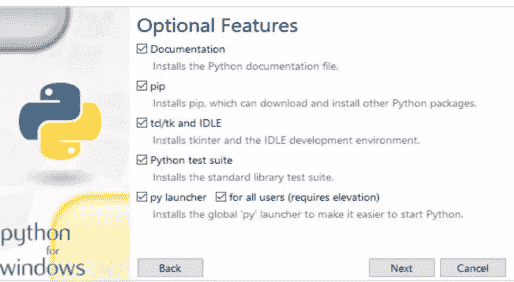 Optional Features
Documentation
Installs the Python documentation file.
pip
Installs pip, which can download and install other Python packages.
tcl/tk and IDLE
Installs tkinter and the IDLE development environment.
Python test suite
Installs the standard library test suite.
py launcher for all users (requires elevation)
Installs the global 'py' launcher to make it easier to start Python.
python
for
windows
Back Next Cancel